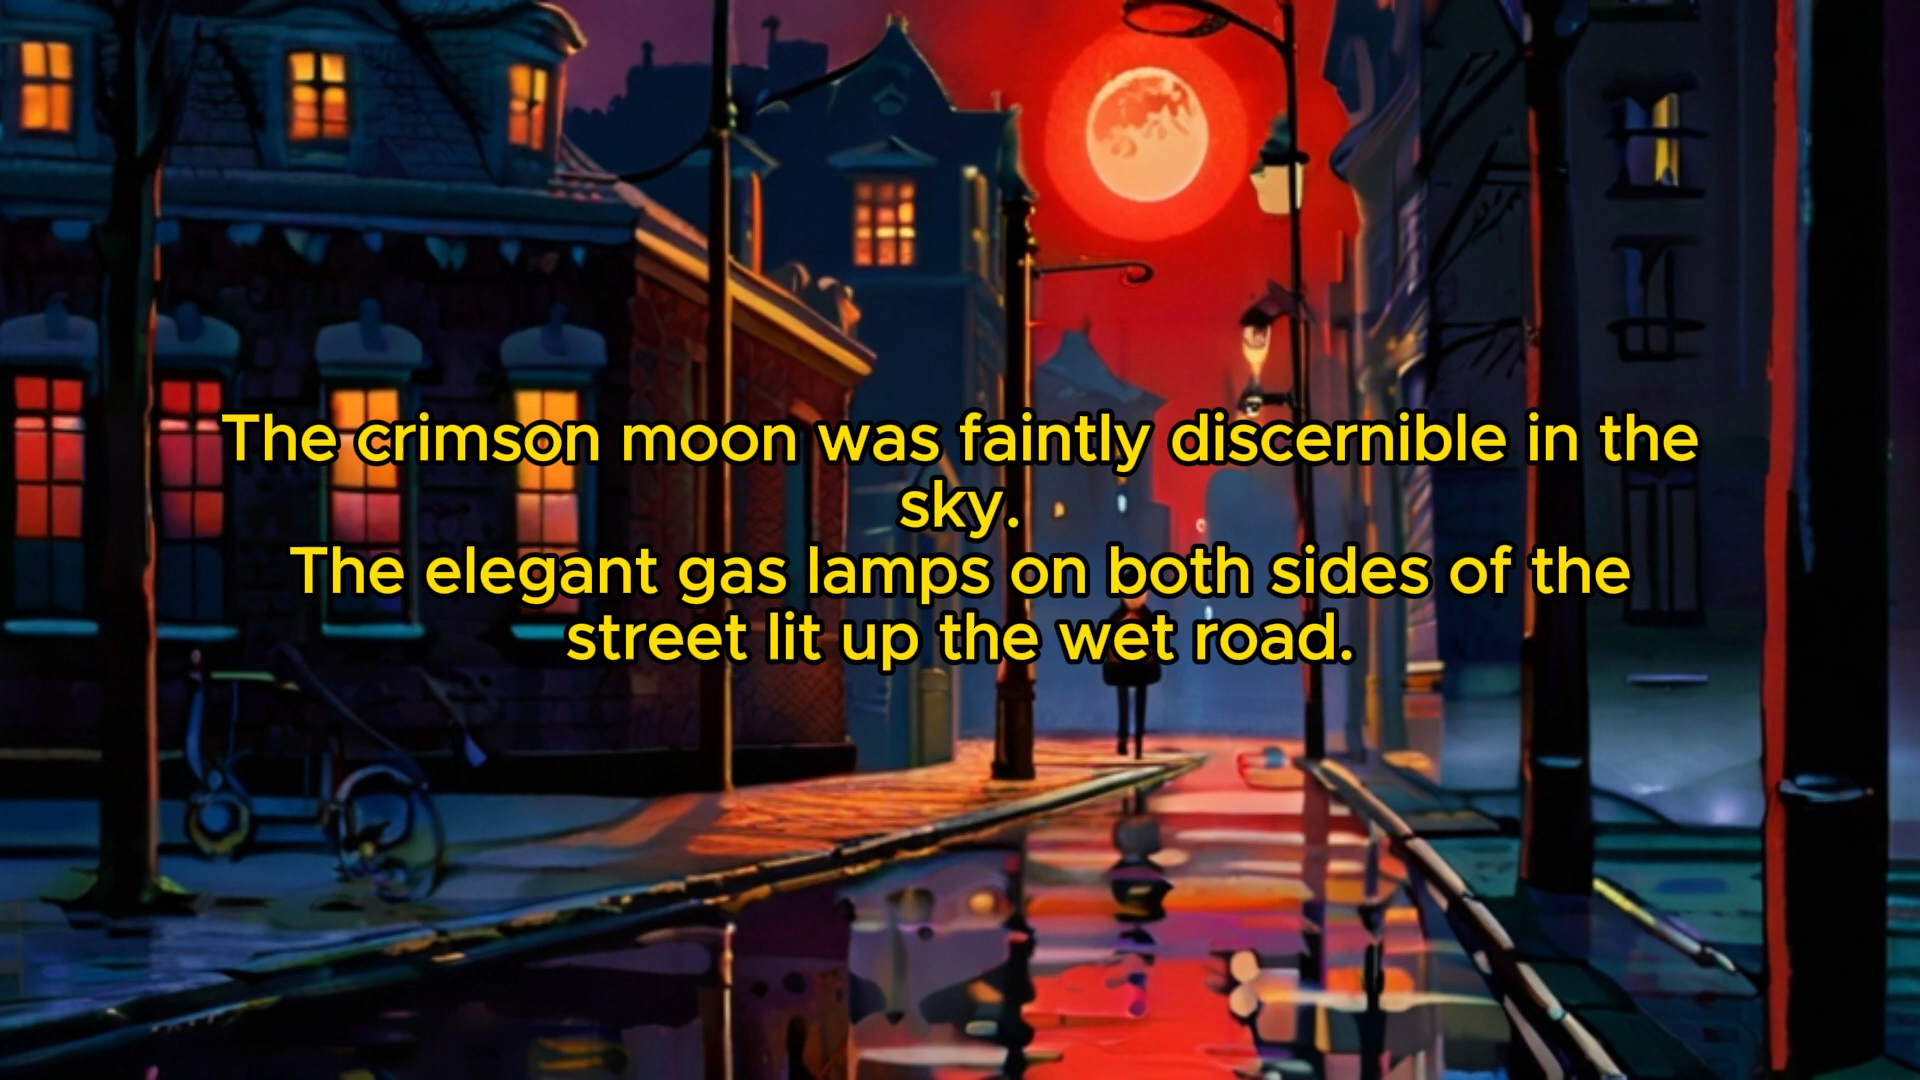 The crimson moon was faintly discernible in the
sky.
The elegant gas lamps on both sides of the
street lit up the wet road.